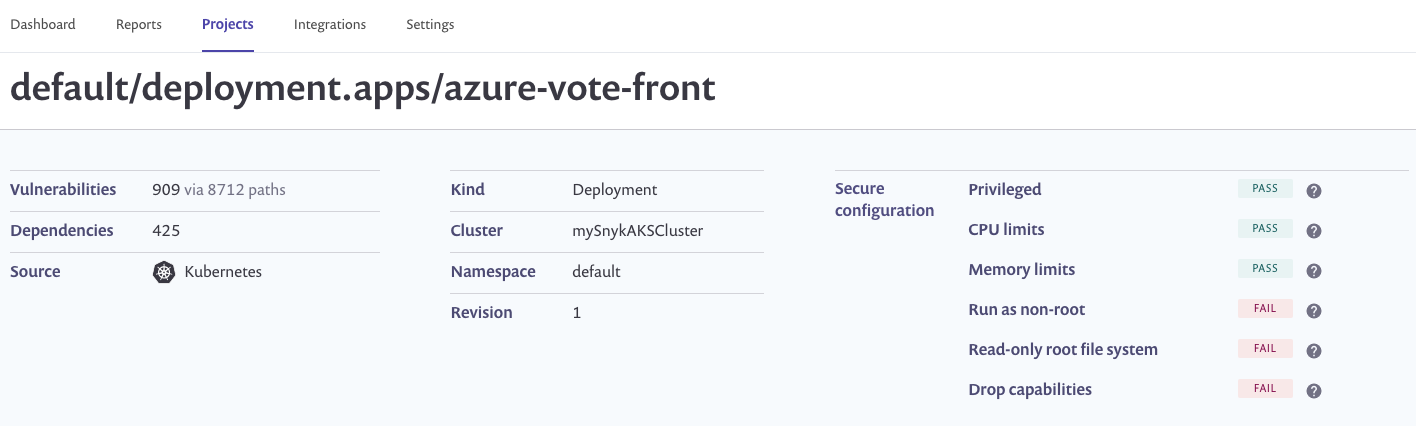 Dashboard Reports Projects Integrations Settings
default/deployment.apps/azure-vote-front
Vulnerabilities 909 via 8712 paths
Dependencies 425
Source Kubernetes
Kind Deployment
Cluster mySnykAKSCluster
Namespace default
Revision 1
Secure
configuration
Privileged PASS ?
CPU limits PASS ?
Memory limits PASS ?
Run as non-root FAIL ?
Read-only root file system FAIL ?
Drop capabilities FAIL ?